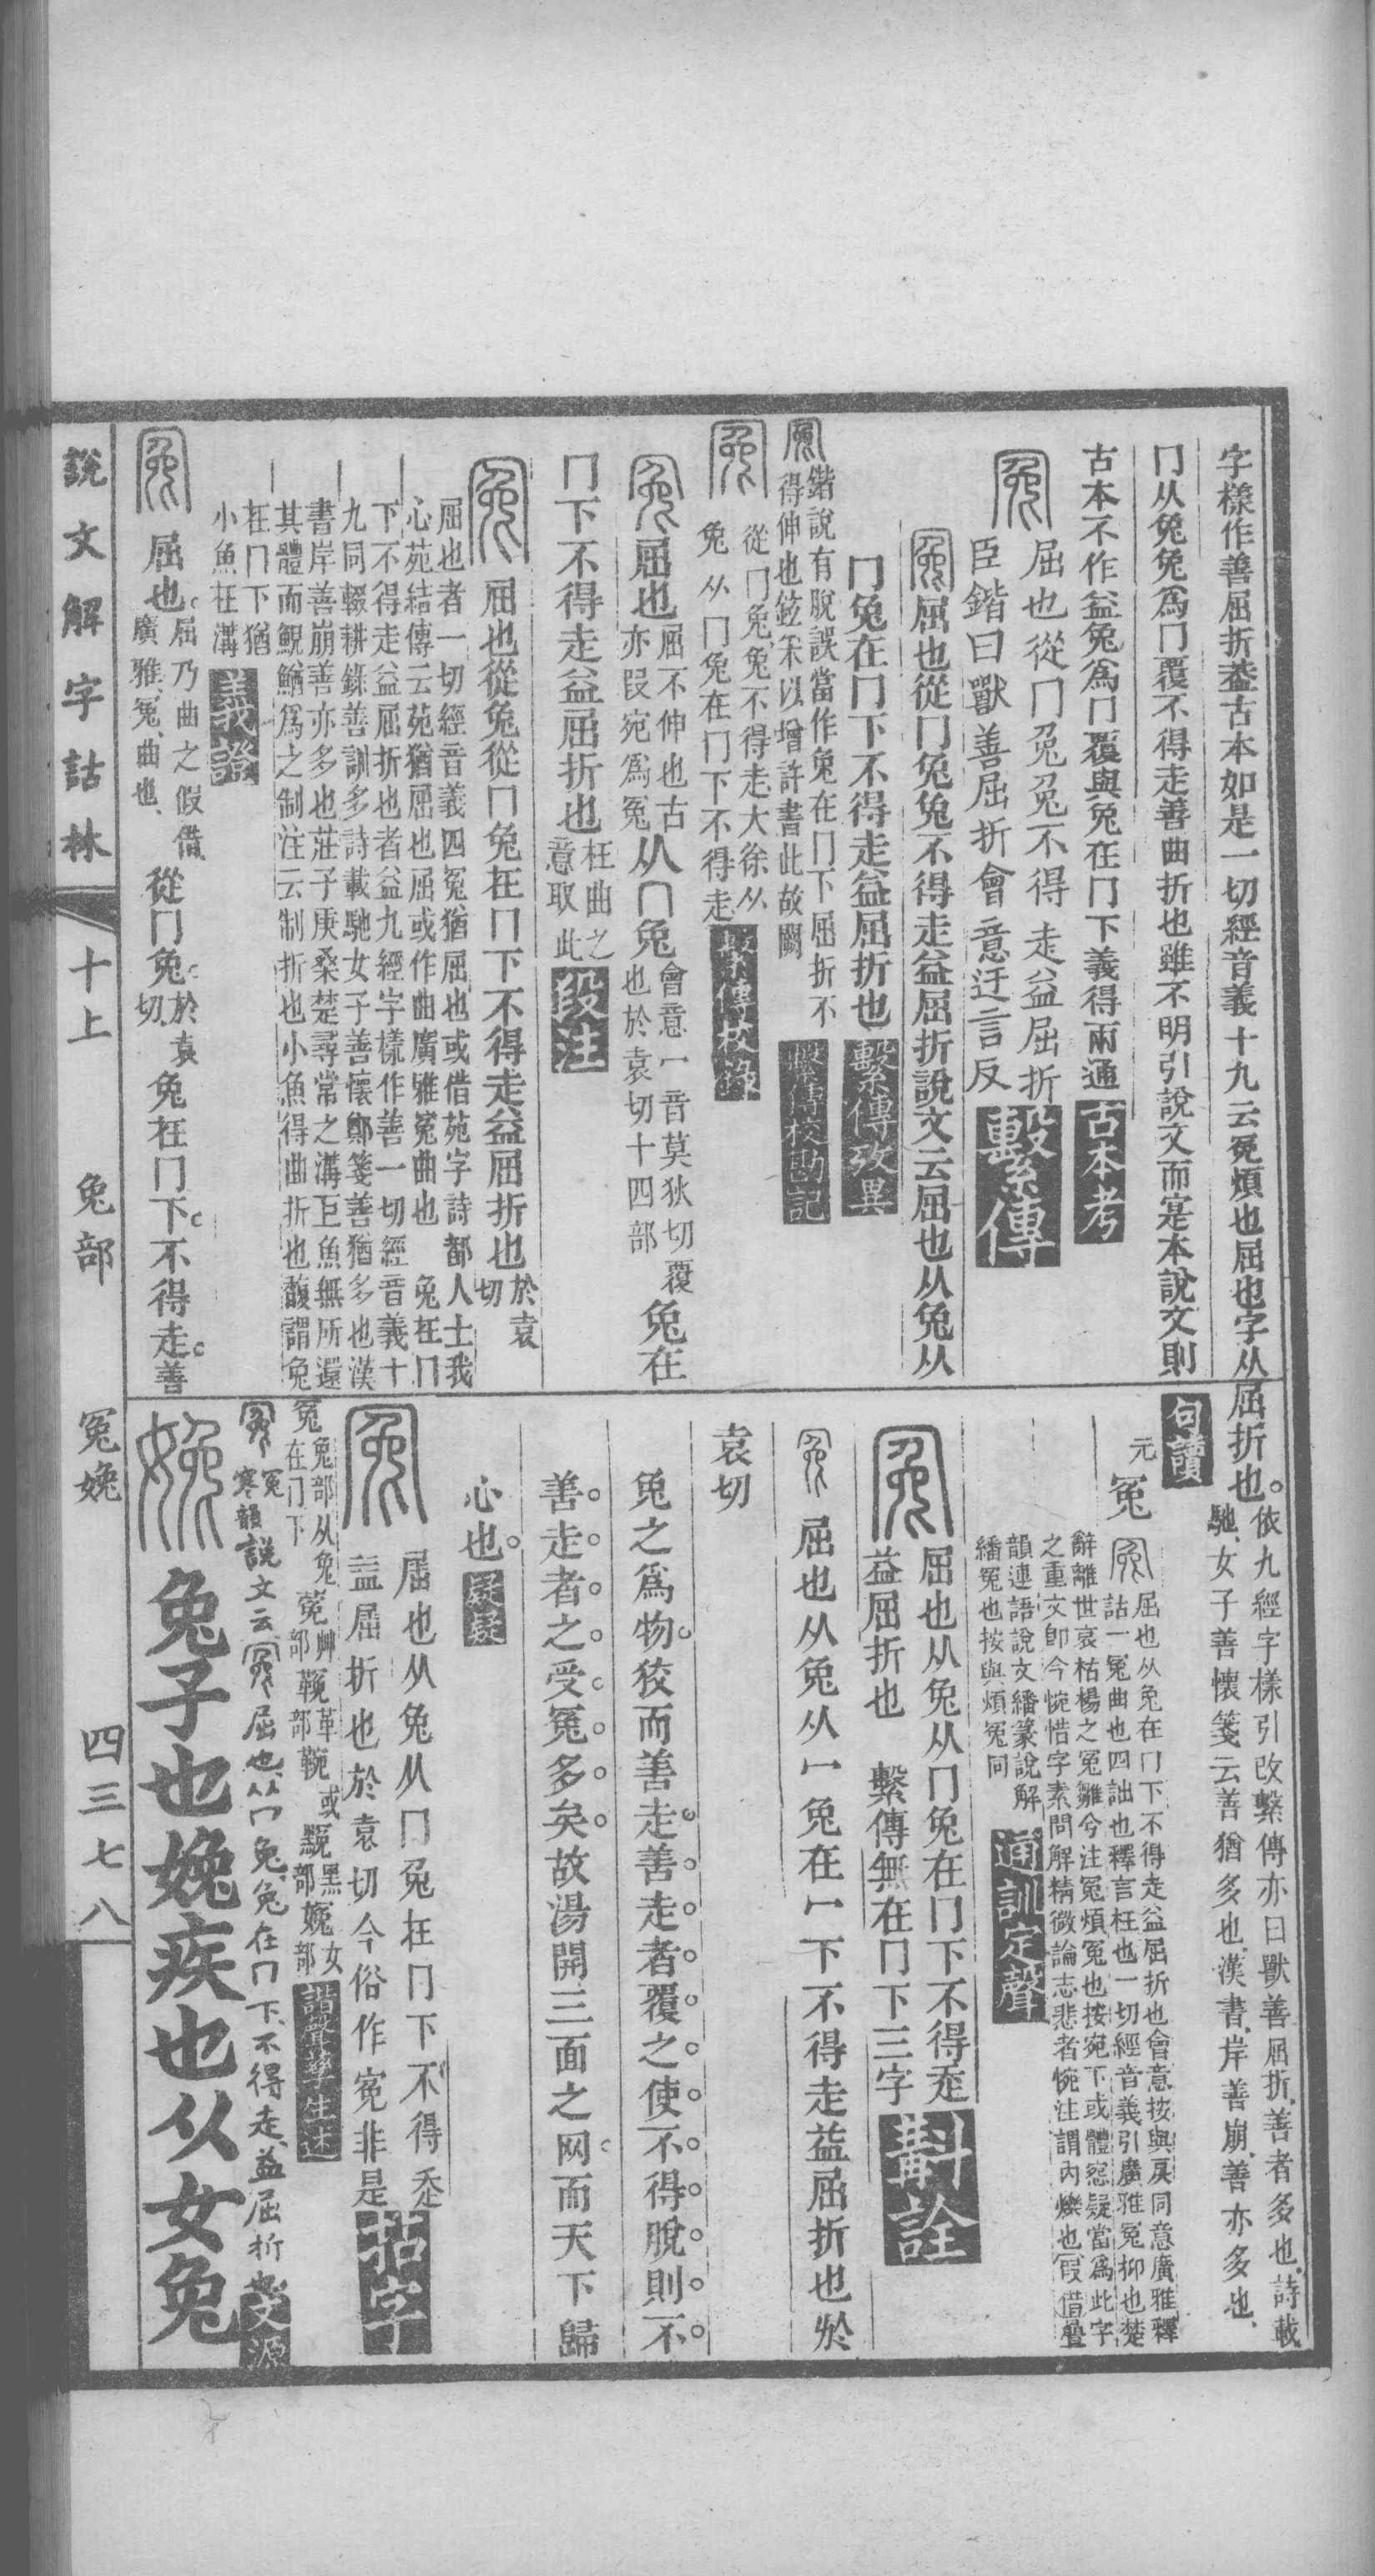 字樣作善屈折葢古本如是一切經音義十九云冤煩也屈也字从
冂从兔兔爲冂覆不得走善曲折也雖不明引說文而寔本說文則
古本不作益兔爲冂覆與兔在冂下義得兩通古本考
屈也從冂兔兔不得走益屈折
臣鍇曰獸善屈折會意迂言反
繫傳
冤屈也從冂兔兔不得走益屈折說文云屈也从兔从
冂兔在冂下不得走益屈折也繫傳攷異
鍇說有脫誤當作兔在冂下屈折不
得伸也鉉采以增許書此故闕
繫傳校勘記
從冂兔兔不得走大徐从
兔从冂兔在冂下不得走
繫傳校錄
冤屈也
屈不伸也古
亦叚宛爲冤
从冂兔
會意一音莫狄切覆
也於袁切十四部
兔在
冂下不得走益屈折也
枉曲之
意取此
段注
屈也從兔從冂兔在冂下不得走益屈折也
於袁
切
屈也者一切經音義四冤猶屈也或借苑字詩都人士我
心苑結傳云苑猶屈也屈或作曲廣雅冤曲也 兔在冂
下不得走益屈折也者益九經字樣作善一切經音義十
九同輟耕錄善訓多詩載馳女子善懷鄭箋善猶多也漢
書岸善崩善亦多也莊子庚桑楚尋常之溝巨魚無所還
其體而鯢鰌爲之制注云制折也小魚得曲折也馥謂兔
在冂下猶
小魚在溝
義證
屈也
屈乃曲之假借
廣雅冤曲也
從冂兔
於袁
切
兔在冂下不得走善
屈折也
依九經字樣引改繫傳亦曰獸善屈折善者多也詩載
馳女子善懷箋云善猶多也漢書岸善崩善亦多也
句讀
元
冤
屈也从兔在冂下不得走益屈折也會意按與戾同意廣雅釋
詁一冤曲也四詘也釋言枉也一切經音義引廣雅冤抑也楚
辭離世哀枯楊之冤雛今注冤煩冤也按宛下或體惌疑當爲此字
之重文卽今惋惜字素問解精微論志悲者惋注謂內爍也叚借疊
韻連語說文繙篆說解
繙冤也按與煩冤同
通訓定聲
屈也从兔从冂兔在冂下不得走
益屈折也 繫傳無在冂下三字
斠詮
屈也从兔从冖兔在冖下不得走益屈折也於
袁切
兔之爲物狡而善走善走者覆之使不得脫則不
善走者之受冤多矣故湯開三面之网而天下歸
心也疑疑
屈也从兔从冂兔在冂下不得走
益屈折也於袁切今俗作寃非是
古字
冤
兔部从兔
在冂下
菟
艸
部
鞔
革
部
鞔
或
黦
黑
部
嬎
女
部
諧聲孳生述
冤
寒韻說文云冤屈也从冂兔兔在冂下不得走益屈折也文源
㝃兔子也㝃疾也从女兔
說文解字詁林 十上 兔部 冤㝃 四三七八